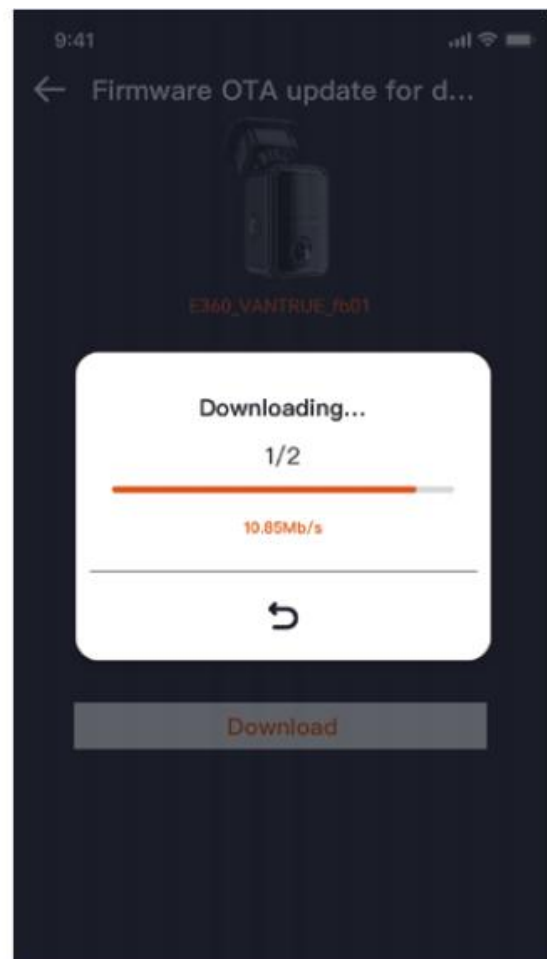 9:41
Firmware OTA update for d...
E360_VANTRUE_fb01
Downloading...
1/2
10.85Mb/s
Download